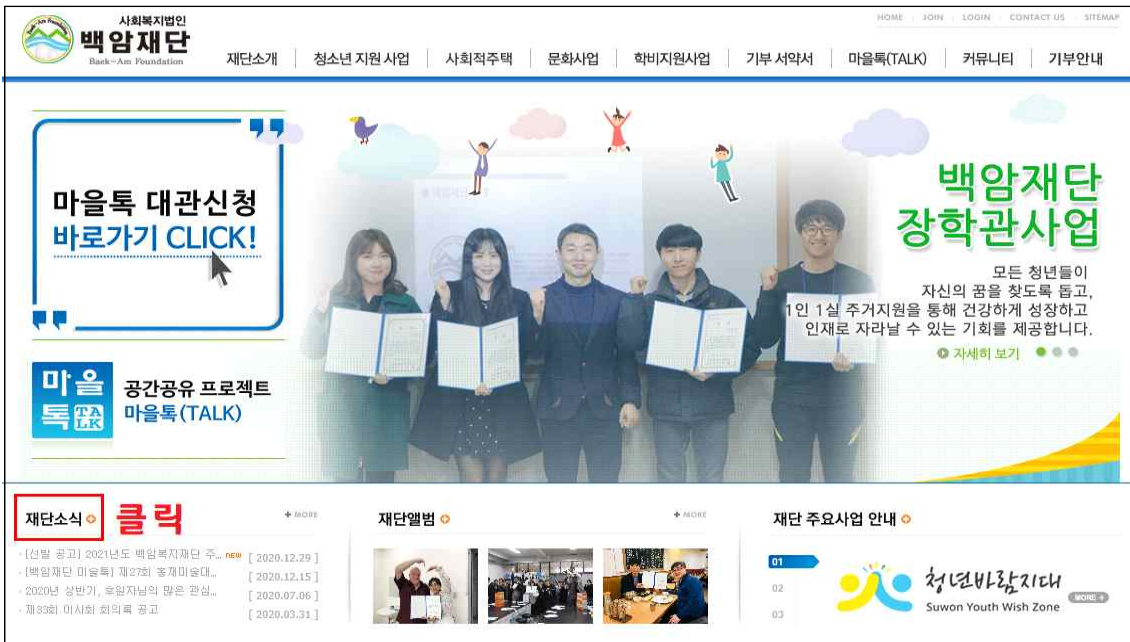 HOME JOIN LOGIN CONTACT US SITEMAP
사회복지법인
백암재단
Baek-Am Foundation
재단소개 청소년 지원 사업 사회적주택 문화사업 학비지원사업 기부 서약서 마을톡(TALK) 커뮤니티 기부안내
마을톡 대관신청
바로가기 CLICK!
마을톡 TALK
공간공유 프로젝트
마을톡(TALK)
백암재단
장학관사업
모든 청년들이
자신의 꿈을 찾도록 돕고,
1인 1실 주거지원을 통해 건강하게 성장하고
인재로 자라날 수 있는 기회를 제공합니다.
자세히 보기
재단소식 클릭 MORE
[선발 공고] 2021년도 백암복지재단 주... NEW [ 2020.12.29 ]
[백암재단 미술톡] 제27회 홍재미술대... [ 2020.12.15 ]
2020년 상반기, 후원자님의 많은 관심... [ 2020.07.06 ]
제33회 이사회 회의록 공고 [ 2020.03.31 ]
재단앨범 MORE
재단 주요사업 안내
01
02
03
청년바람지대
Suwon Youth Wish Zone
MORE